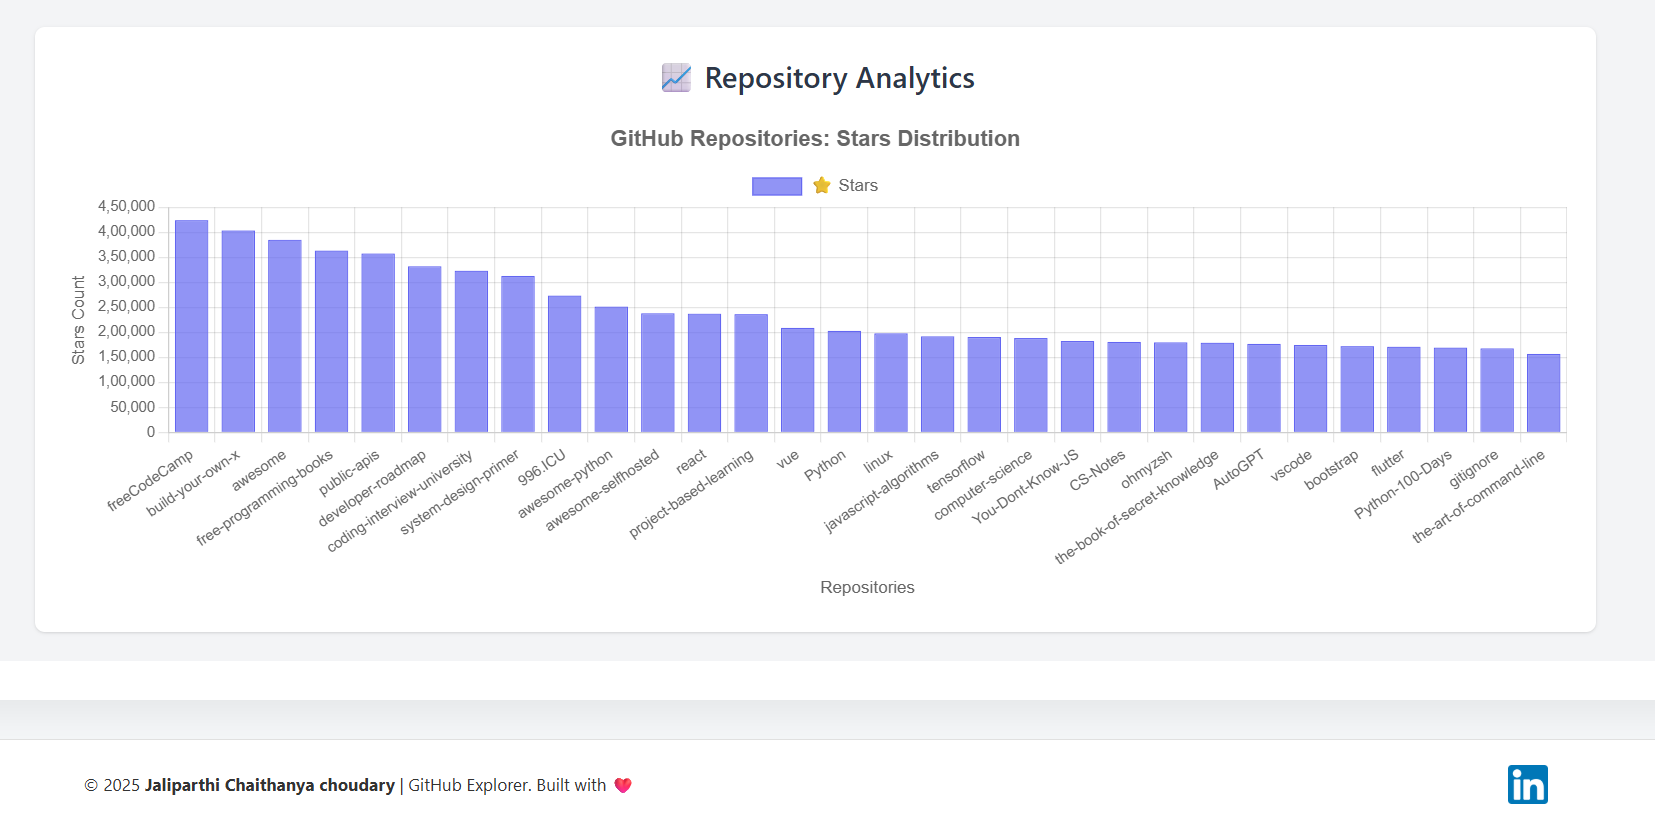 📈 Repository Analytics
GitHub Repositories: Stars Distribution
⭐ Stars
4,50,000
4,00,000
3,50,000
3,00,000
2,50,000
2,00,000
1,50,000
1,00,000
50,000
0
Stars Count
freeCodeCamp
build-your-own-x
awesome
free-programming-books
public-apis
developer-roadmap
coding-interview-university
system-design-primer
996.ICU
awesome-python
awesome-selfhosted
react
project-based-learning
vue
Python
linux
javascript-algorithms
tensorflow
computer-science
You-Dont-Know-JS
CS-Notes
ohmyzsh
the-book-of-secret-knowledge
AutoGPT
vscode
bootstrap
flutter
Python-100-Days
gitignore
the-art-of-command-line
Repositories
© 2025 Jaliparthi Chaithanya choudary | GitHub Explorer. Built with ❤️
in